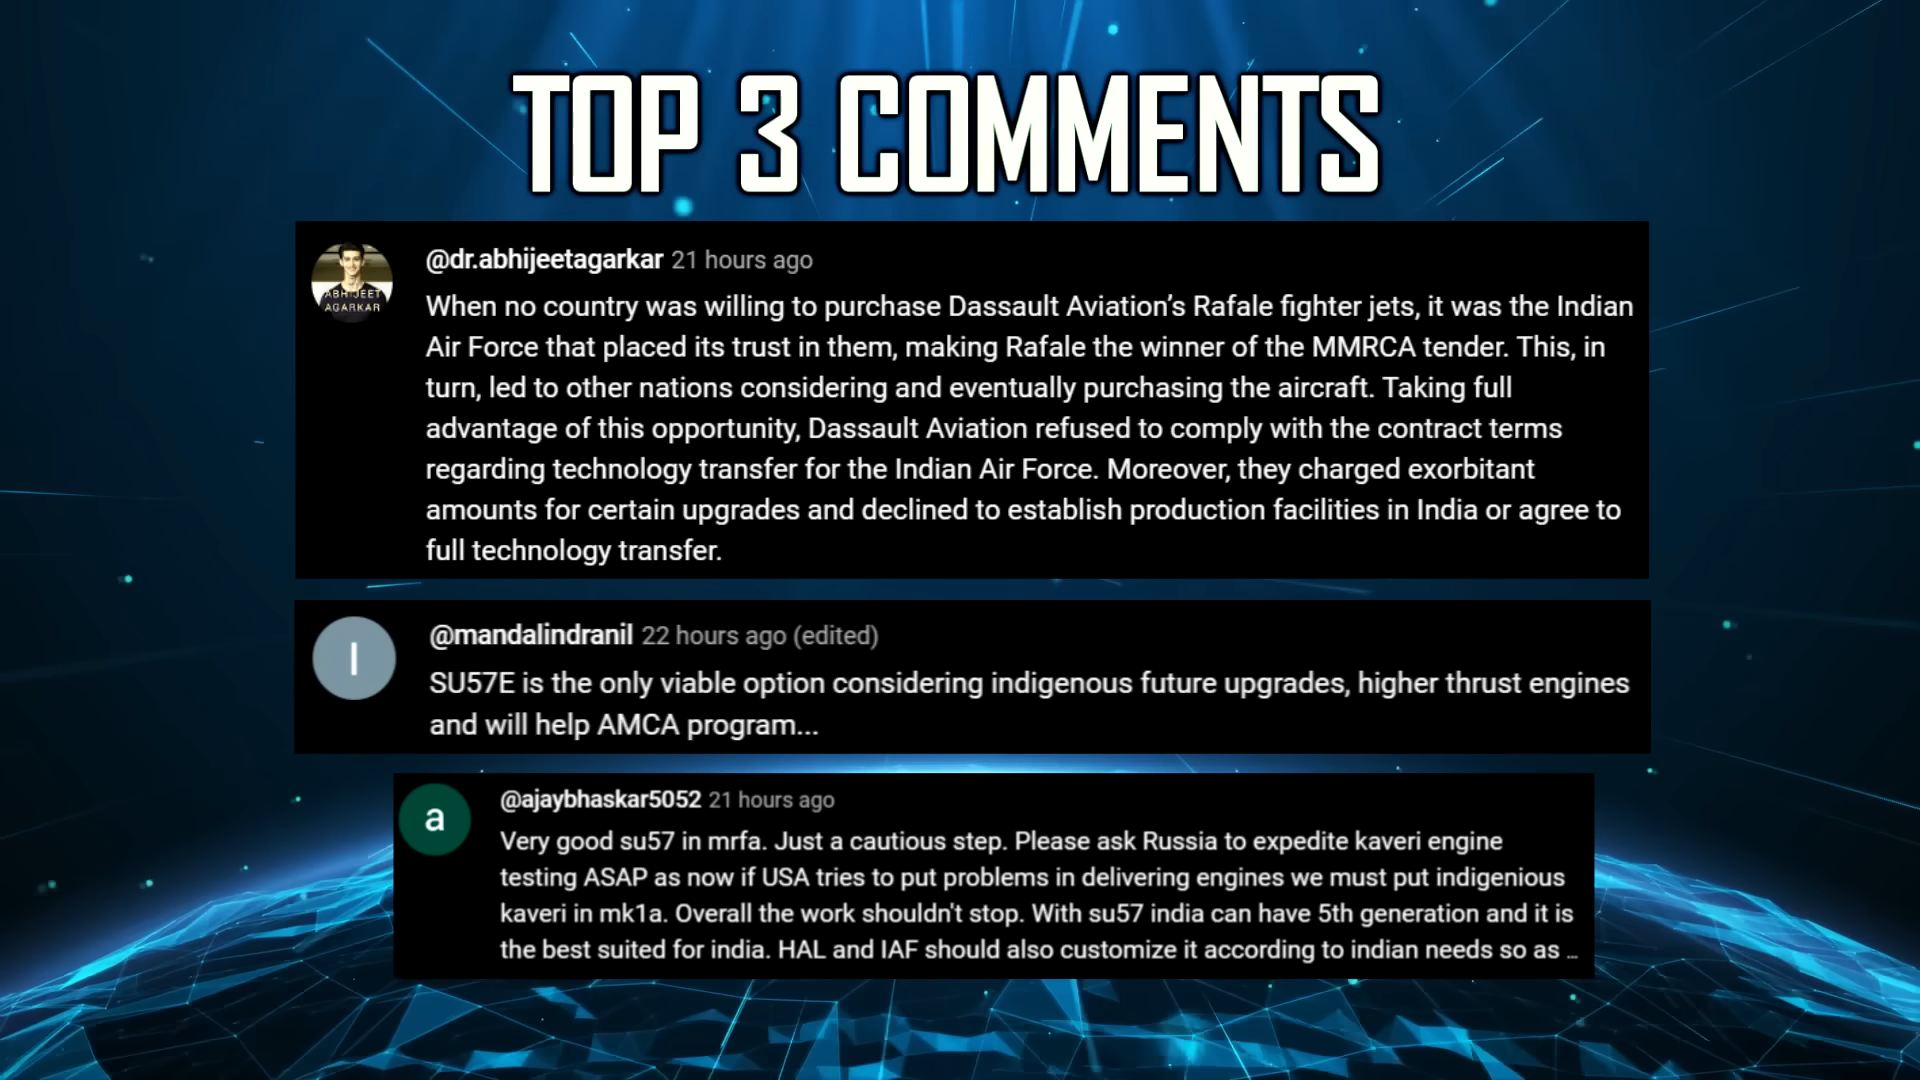 TOP 3 COMMENTS
@dr.abhijeetagarkar 21 hours ago
ABHIJEET
AGARKAR
When no country was willing to purchase Dassault Aviation’s Rafale fighter jets, it was the Indian
Air Force that placed its trust in them, making Rafale the winner of the MMRCA tender. This, in
turn, led to other nations considering and eventually purchasing the aircraft. Taking full
advantage of this opportunity, Dassault Aviation refused to comply with the contract terms
regarding technology transfer for the Indian Air Force. Moreover, they charged exorbitant
amounts for certain upgrades and declined to establish production facilities in India or agree to
full technology transfer.
I
@mandalindranil 22 hours ago (edited)
SU57E is the only viable option considering indigenous future upgrades, higher thrust engines
and will help AMCA program...
a
@ajaybhaskar5052 21 hours ago
Very good su57 in mrfa. Just a cautious step. Please ask Russia to expedite kaveri engine
testing ASAP as now if USA tries to put problems in delivering engines we must put indigenious
kaveri in mk1a. Overall the work shouldn't stop. With su57 india can have 5th generation and it is
the best suited for india. HAL and IAF should also customize it according to indian needs so as ...